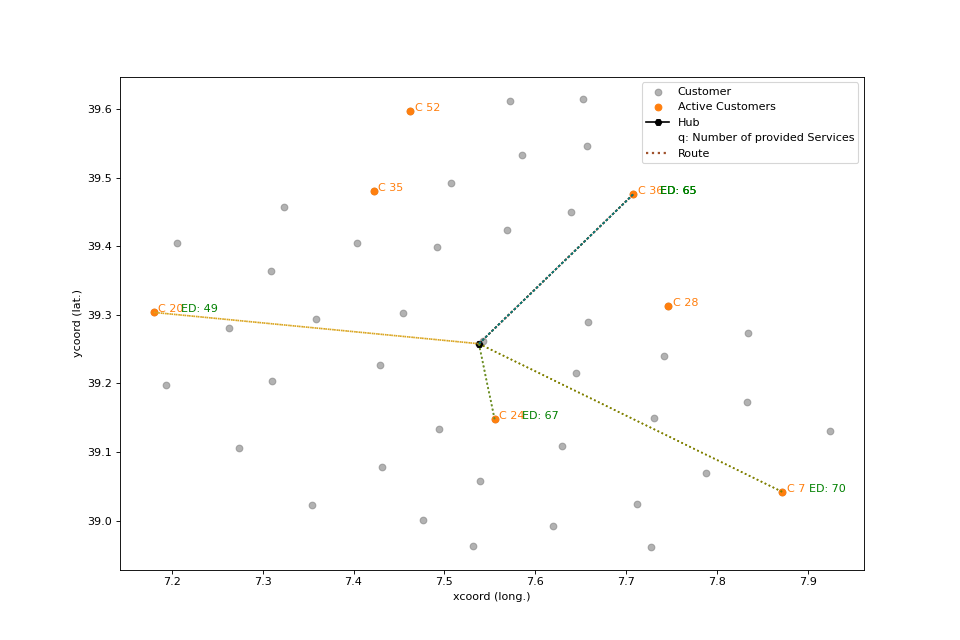 39.6
39.5
39.4
39.3
39.2
39.1
39.0
ycoord (lat.)
7.2
7.3
7.4
7.5
7.6
7.7
7.8
7.9
xcoord (long.)
Customer
Active Customers
Hub
q: Number of provided Services
Route
C 52
C 35
C 36 ED: 65
C 28
C 20 ED: 49
C 24 ED: 67
C 7 ED: 70